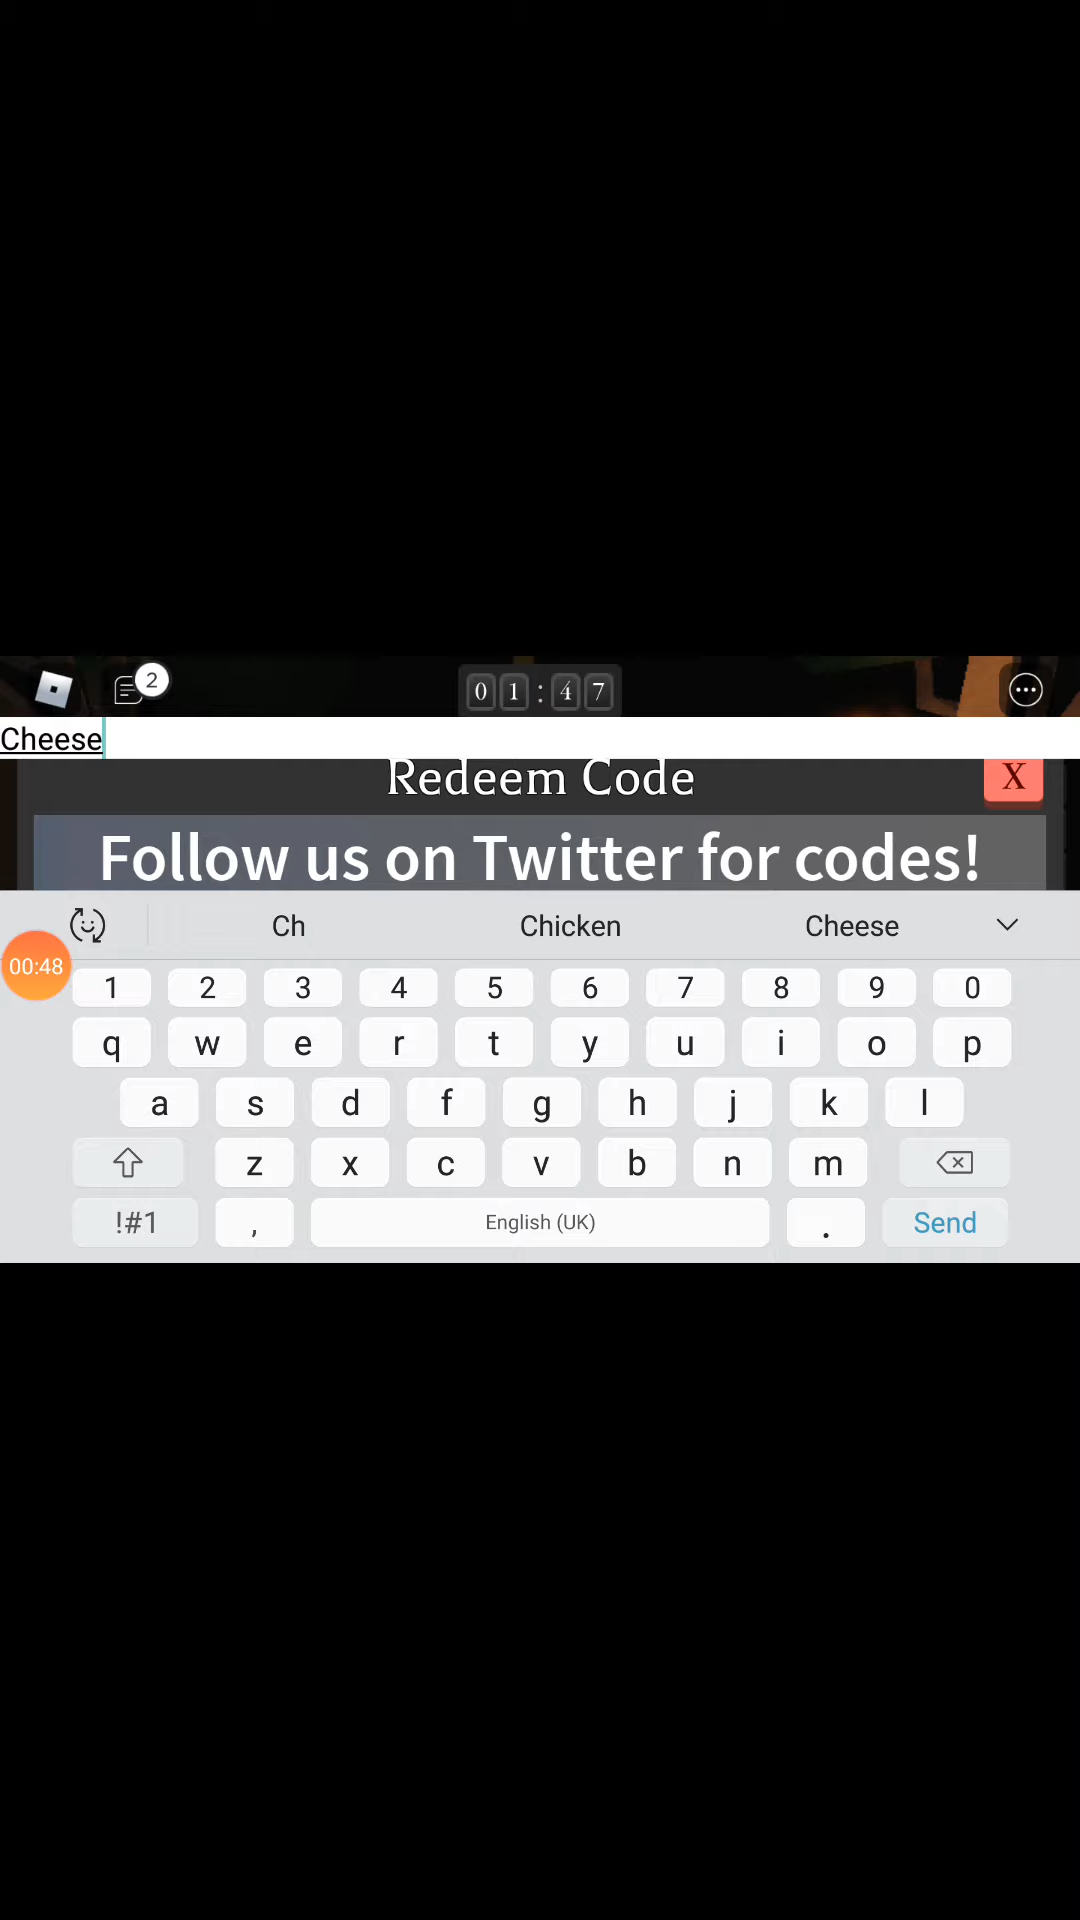 2
01:47
Cheese
Redeem Code
X
Follow us on Twitter for codes!
Ch Chicken Cheese
00:48
1 2 3 4 5 6 7 8 9 0
q w e r t y u i o p
a s d f g h j k l
z x c v b n m
!#1 , English (UK) . Send